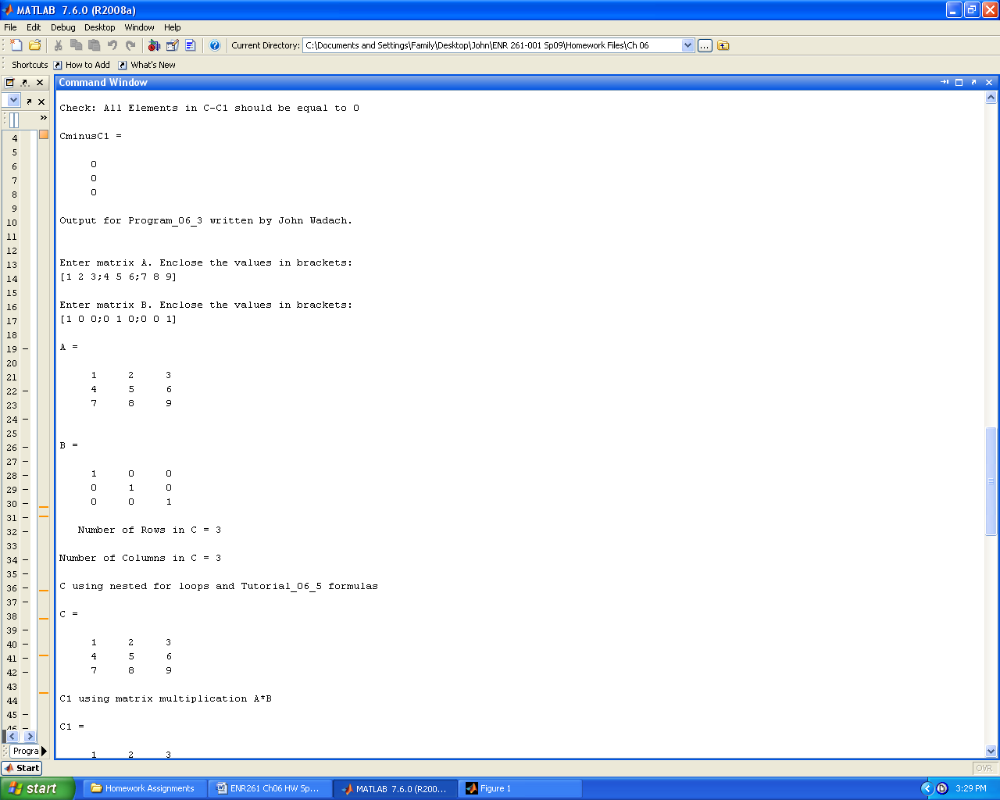 MATLAB 7.6.0 (R2008a)
File Edit Debug Desktop Window Help
Current Directory: C:\Documents and Settings\Family\Desktop\John\ENR 261-001 Sp09\Homework Files\Ch 06 ...
Shortcuts How to Add What's New
Command Window
»
4
5
6
7
8
9
10
11
12
13
14
15
16
17
18
19 –
20
21
22 –
23
24 –
25
26 –
27 –
28 –
29 –
30 –
31 –
32 –
33
34 –
35 –
36 –
37 –
38 –
39 –
40 –
41 –
42 –
43
44
45 –
46 –
Progra
Check: All Elements in C-C1 should be equal to 0
CminusC1 =
0
0
0
Output for Program_06_3 written by John Wadach.
Enter matrix A. Enclose the values in brackets:
[1 2 3;4 5 6;7 8 9]
Enter matrix B. Enclose the values in brackets:
[1 0 0;0 1 0;0 0 1]
A =
1 2 3
4 5 6
7 8 9
B =
1 0 0
0 1 0
0 0 1
Number of Rows in C = 3
Number of Columns in C = 3
C using nested for loops and Tutorial_06_5 formulas
C =
1 2 3
4 5 6
7 8 9
C1 using matrix multiplication A*B
C1 =
1 2 3
Start OVR
start Homework Assignments ENR261 Ch06 HW Sp... MATLAB 7.6.0 (R200... Figure 1 3:29 PM